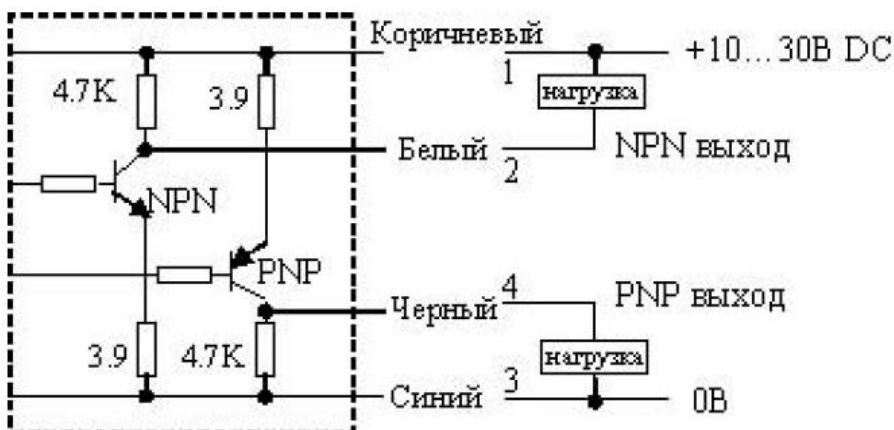 Коричневый
1
+10...30В DC
4.7K
3.9
нагрузка
Белый
2
NPN выход
NPN
PNP
Черный
4
PNP выход
3.9
4.7K
нагрузка
Синий
3
0В